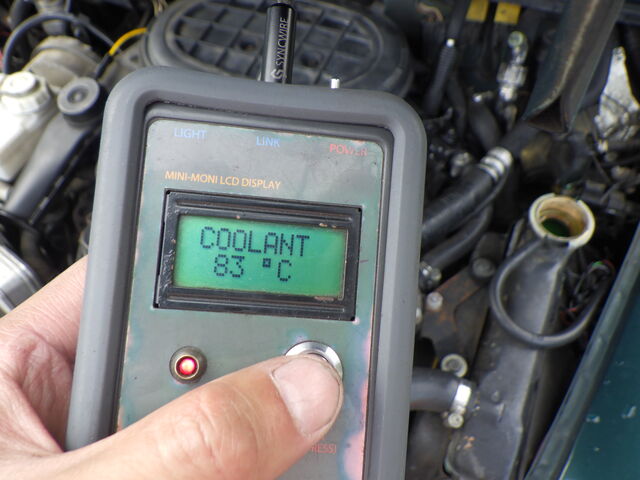 SYNCWIRE
LIGHT
LINK
POWER
MINI-MONI LCD DISPLAY
COOLANT
83 °C